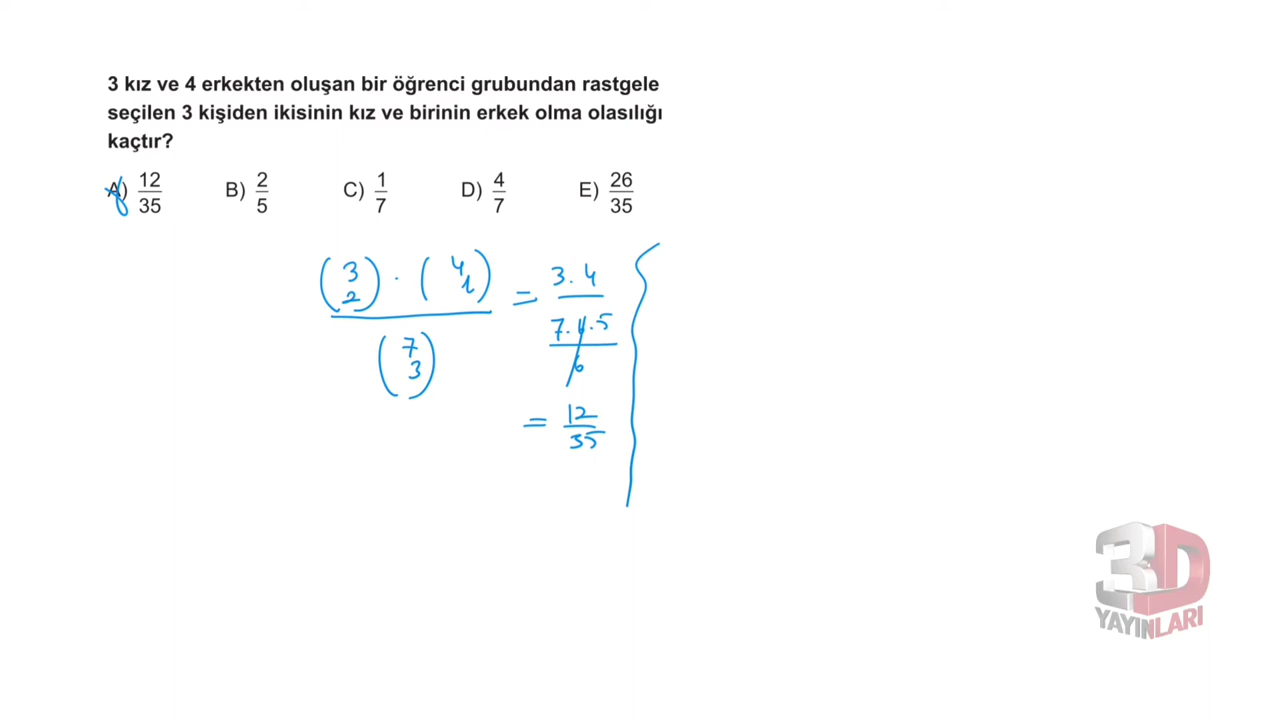 3 kız ve 4 erkekten oluşan bir öğrenci grubundan rastgele
seçilen 3 kişiden ikisinin kız ve birinin erkek olma olasılığı
kaçtır?
A) 12/35 B) 2/5 C) 1/7 D) 4/7 E) 26/35
(3 2) · (4 1) / (7 3) = 3.4 / (7.6.5 / 6)
= 12/35
3D
YAYINLARI